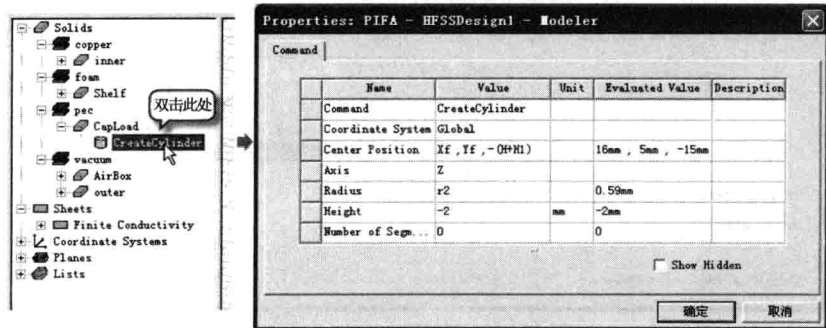 Solids
copper
inner
foam
Shelf
pec
CapLoad
CreateCylinder
vacuum
AirBox
outer
Sheets
Finite Conductivity
Coordinate Systems
Planes
Lists
双击此处
Properties: PIFA - HFSSDesign1 - Modeler
Command
Name Value Unit Evaluated Value Description
Command CreateCylinder
Coordinate System Global
Center Position Xf ,Yf ,-(H+H1) 16mm , 5mm , -15mm
Axis Z
Radius r2 0.59mm
Height -2 mm -2mm
Number of Segm... 0 0
Show Hidden
确定 取消